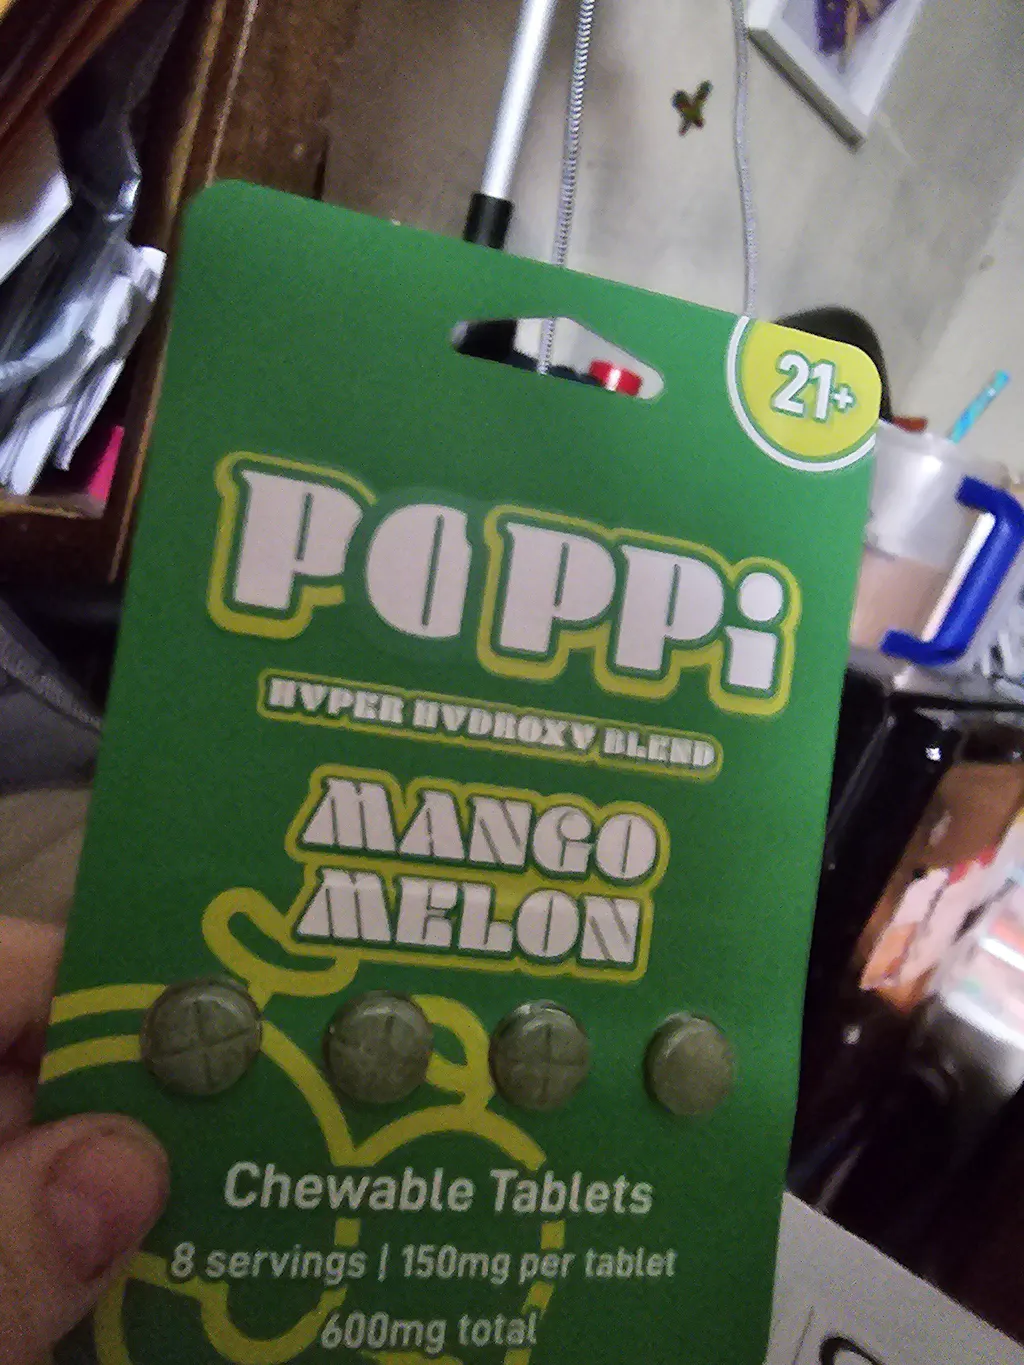 21+
POPPi
HYPER HYDROXY BLEND
MANGO
MELON
Chewable Tablets
8 servings | 150mg per tablet
600mg total